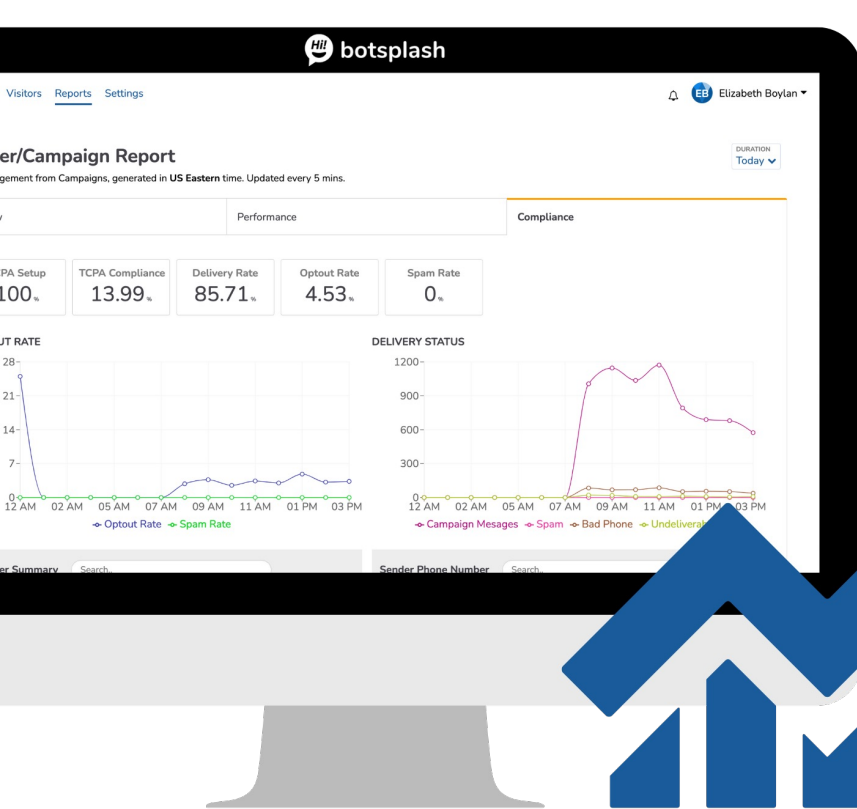 Hi! botsplash
Visitors Reports Settings
EB Elizabeth Boylan
er/Campaign Report
DURATION
Today
gement from Campaigns, generated in US Eastern time. Updated every 5 mins.
y Performance Compliance
PA Setup TCPA Compliance Delivery Rate Optout Rate Spam Rate
100% 13.99% 85.71% 4.53% 0%
UT RATE
28
21
14
7
0
12 AM 02 AM 05 AM 07 AM 09 AM 11 AM 01 PM 03 PM
Optout Rate Spam Rate
DELIVERY STATUS
1200
900
600
300
0
12 AM 02 AM 05 AM 07 AM 09 AM 11 AM 01 PM 03 PM
Campaign Mesages Spam Bad Phone Undeliverab
er Summary Search..
Sender Phone Number Search..